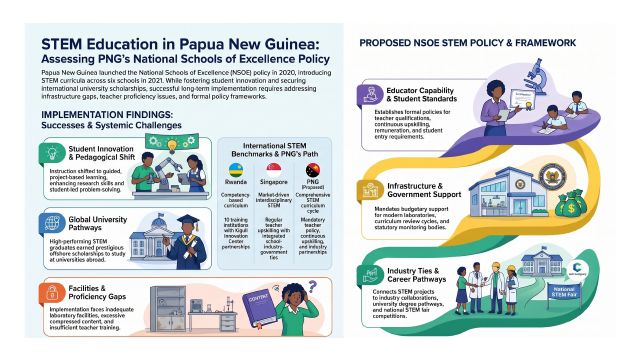 STEM Education in Papua New Guinea:
Assessing PNG's National Schools of Excellence Policy
Papua New Guinea launched the National Schools of Excellence (NSOE) policy in 2020, introducing
STEM curricula across six schools in 2021. While fostering student innovation and securing
international university scholarships, successful long-term implementation requires addressing
infrastructure gaps, teacher proficiency issues, and formal policy frameworks.
IMPLEMENTATION FINDINGS:
Successes & Systemic Challenges
Student Innovation
& Pedagogical Shift
Instruction shifted to guided,
project-based learning,
enhancing research skills and
student-led problem-solving.
Global University
Pathways
High-performing STEM
graduates earned prestigious
offshore scholarships to study
at universities abroad.
Facilities &
Proficiency Gaps
Implementation faces inadequate
laboratory facilities, excessive
compressed content, and
insufficient teacher training.
CONTENT
International STEM
Benchmarks & PNG's Path
Rwanda
Competency-
based
curriculum
10 training
institutions
with Kigali
Innovation
Center
partnerships
Singapore
Market-driven
interdisciplinary
STEM
Regular
teacher
upskilling with
integrated
school-
industry-
government
ties
PNG
(Proposed)
Comprehensive
STEM
curriculum
cycle
Mandatory
teacher
policy,
continuous
upskilling,
and industry
partnerships
PROPOSED NSOE STEM POLICY & FRAMEWORK
Educator Capability
& Student Standards
Establishes formal policies for
teacher qualifications,
continuous upskilling,
remuneration, and student
entry requirements.
Infrastructure &
Government Support
Mandates budgetary support
for modern laboratories,
curriculum review cycles, and
statutory monitoring bodies.
Industry Ties &
Career Pathways
Connects STEM projects
to industry collaborations,
university degree pathways,
and national STEM fair
competitions.
National
STEM Fair